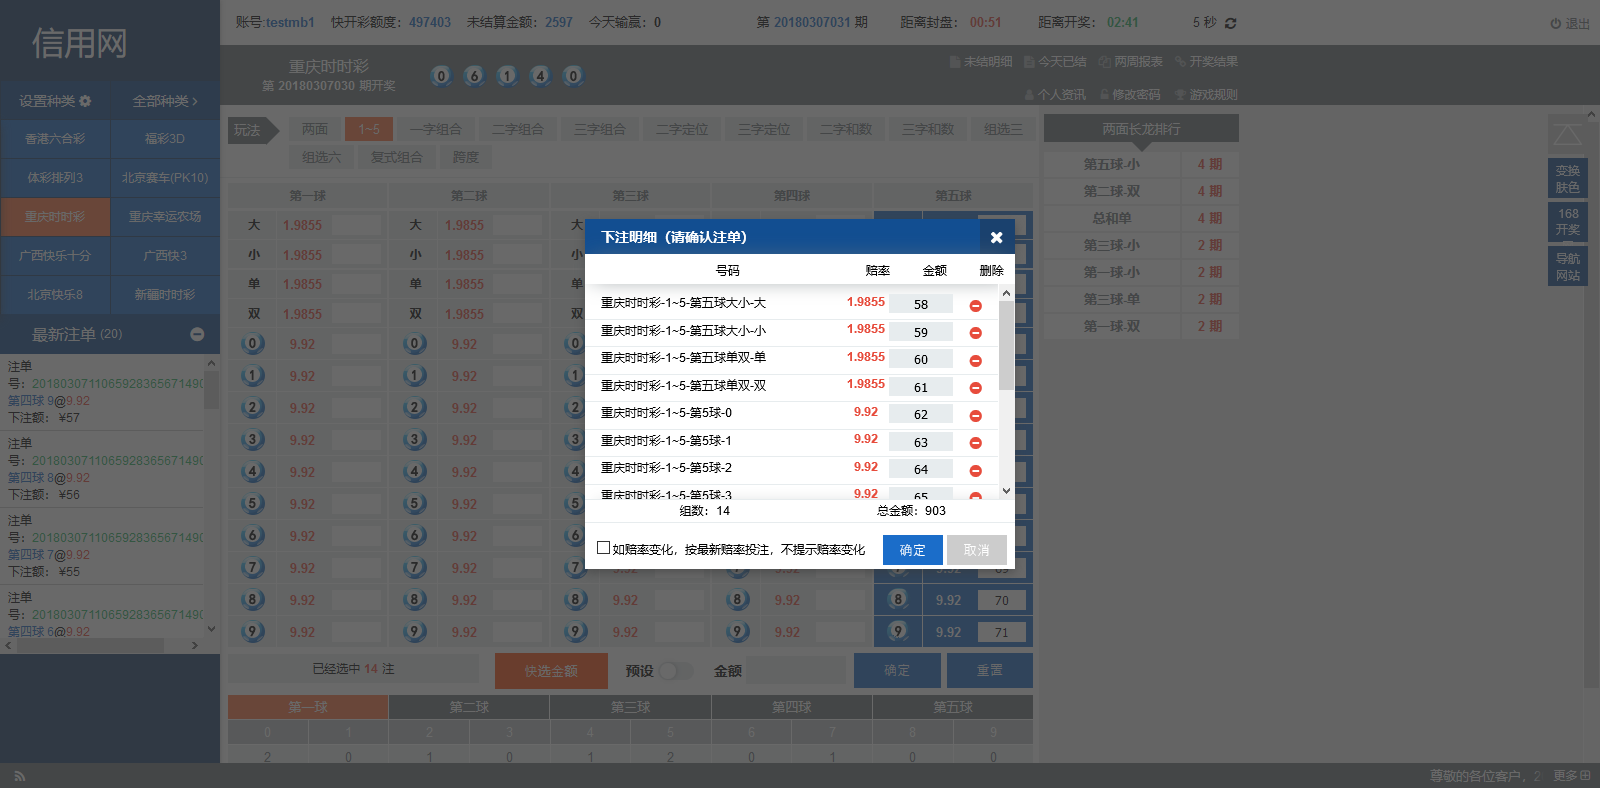 账号:testmb1 快开彩额度：497403 未结算金额：2597 今天输赢：0 第 20180307031 期 距离封盘：00:51 距离开奖：02:41 5 秒 退出
信用网
重庆时时彩
第 20180307030 期开奖
0 6 1 4 0
未结明细 今天已结 两周报表 开奖结果
个人资讯 修改密码 游戏规则
设置种类 全部种类
香港六合彩 福彩3D
体彩排列3 北京赛车(PK10)
重庆时时彩 重庆幸运农场
广西快乐十分 广西快3
北京快乐8 新疆时时彩
最新注单 (20)
注单
号：2018030711065928365671490
第四球 9@9.92
下注额： ¥57
注单
号：2018030711065928365671490
第四球 8@9.92
下注额： ¥56
注单
号：2018030711065928365671490
第四球 7@9.92
下注额： ¥55
注单
号：2018030711065928365671490
第四球 6@9.92
玩法 两面 1~5 一字组合 二字组合 三字组合 二字定位 三字定位 二字和数 三字和数 组选三
组选六 复式组合 跨度
第一球 第二球 第三球 第四球 第五球
大 1.9855 大 1.9855 大
小 1.9855 小 1.9855 小
单 1.9855 单 1.9855 单
双 1.9855 双 1.9855 双
0 9.92 0 9.92 0
1 9.92 1 9.92 1
2 9.92 2 9.92 2
3 9.92 3 9.92 3
4 9.92 4 9.92 4
5 9.92 5 9.92 5
6 9.92 6 9.92 6
7 9.92 7 9.92 7 9.92 7 9.92 9.92 69
8 9.92 8 9.92 8 9.92 8 9.92 8 9.92 70
9 9.92 9 9.92 9 9.92 9 9.92 9 9.92 71
下注明细（请确认注单）
号码 赔率 金额 删除
重庆时时彩-1~5-第五球大小-大 1.9855 58
重庆时时彩-1~5-第五球大小-小 1.9855 59
重庆时时彩-1~5-第五球单双-单 1.9855 60
重庆时时彩-1~5-第五球单双-双 1.9855 61
重庆时时彩-1~5-第5球-0 9.92 62
重庆时时彩-1~5-第5球-1 9.92 63
重庆时时彩-1~5-第5球-2 9.92 64
重庆时时彩-1~5-第5球-3 9.92 65
组数：14 总金额：903
如赔率变化，按最新赔率投注，不提示赔率变化 确定 取消
已经选中 14 注 快选金额 预设 金额 确定 重置
第一球 第二球 第三球 第四球 第五球
0 1 2 3 4 5 6 7 8 9
2 0 1 0 1 2 0 1 0 0
两面长龙排行
第五球-小 4 期
第二球-双 4 期
总和单 4 期
第三球-小 2 期
第一球-小 2 期
第三球-单 2 期
第一球-双 2 期
变换
肤色
168
开奖
导航
网站
尊敬的各位客户，2 更多